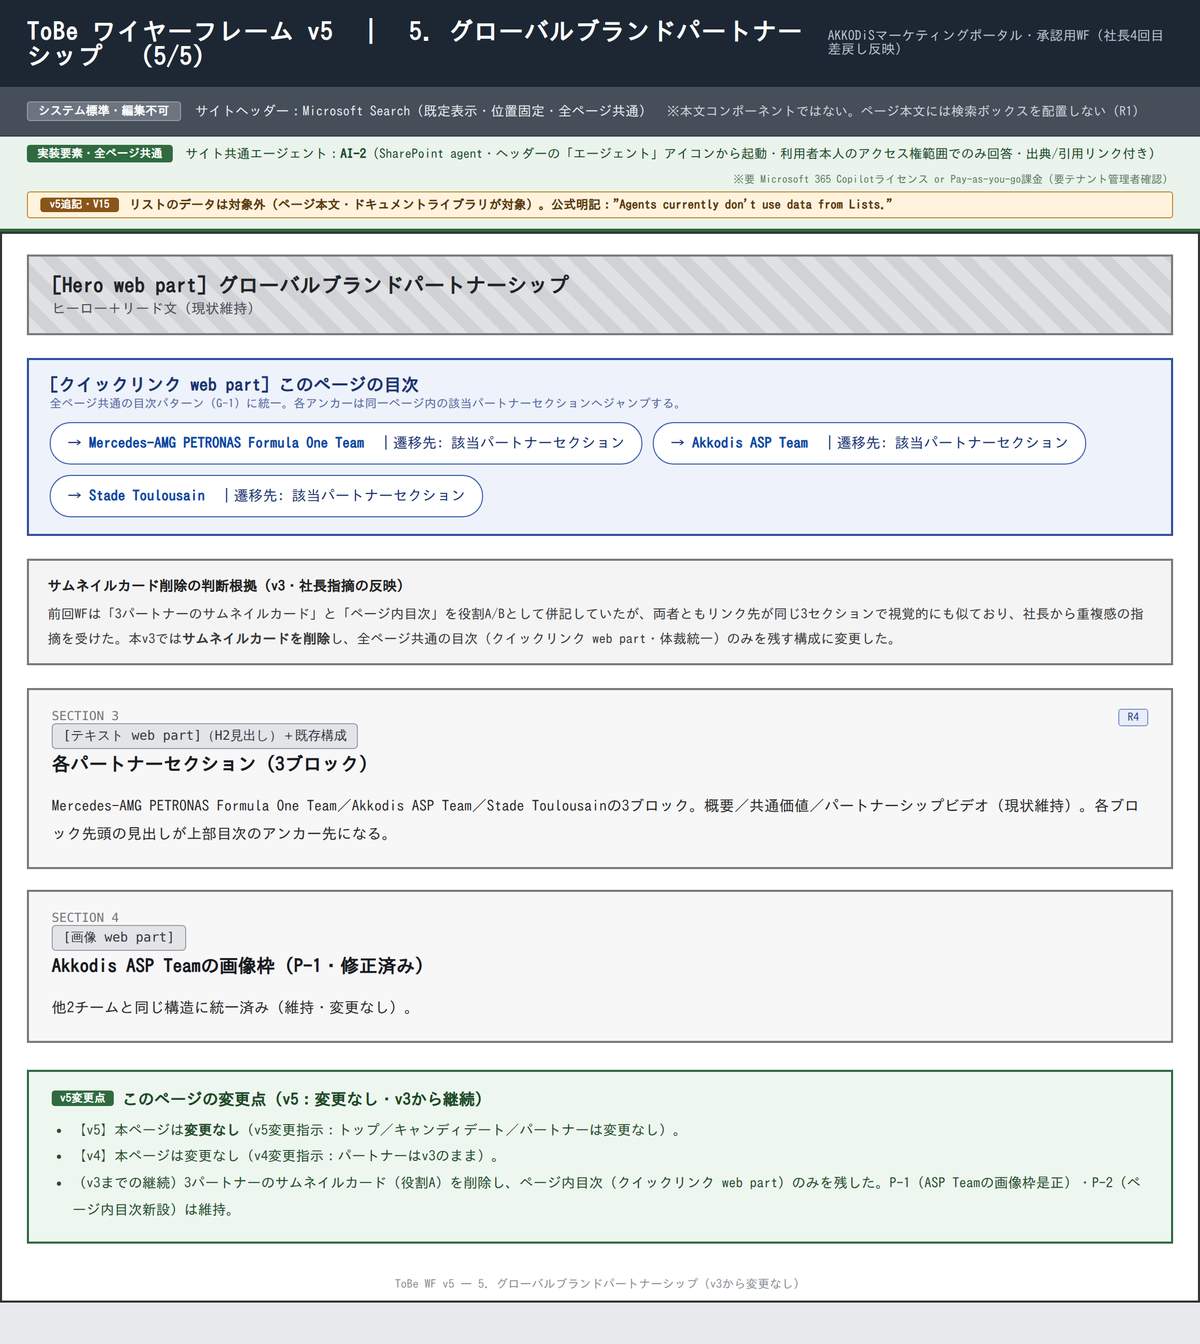 ToBe ワイヤーフレーム v5 ｜ 5. グローバルブランドパートナー
シップ （5/5）
AKKODiSマーケティングポータル・承認用WF（社長4回目
差戻し反映）
システム標準・編集不可 サイトヘッダー：Microsoft Search（既定表示・位置固定・全ページ共通） ※本文コンポーネントではない。ページ本文には検索ボックスを配置しない（R1）
実装要素・全ページ共通 サイト共通エージェント：AI-2（SharePoint agent・ヘッダーの「エージェント」アイコンから起動・利用者本人のアクセス権範囲でのみ回答・出典/引用リンク付き）
※要 Microsoft 365 Copilotライセンス or Pay-as-you-go課金（要テナント管理者確認）
v5追記・V15 リストのデータは対象外（ページ本文・ドキュメントライブラリが対象）。公式明記："Agents currently don't use data from Lists."
[Hero web part] グローバルブランドパートナーシップ
ヒーロー＋リード文（現状維持）
[クイックリンク web part] このページの目次
全ページ共通の目次パターン（G-1）に統一。各アンカーは同一ページ内の該当パートナーセクションへジャンプする。
→ Mercedes-AMG PETRONAS Formula One Team ｜遷移先: 該当パートナーセクション
→ Akkodis ASP Team ｜遷移先: 該当パートナーセクション
→ Stade Toulousain ｜遷移先: 該当パートナーセクション
サムネイルカード削除の判断根拠（v3・社長指摘の反映）
前回WFは「3パートナーのサムネイルカード」と「ページ内目次」を役割A/Bとして併記していたが、両者ともリンク先が同じ3セクションで視覚的にも似ており、社長から重複感の指
摘を受けた。本v3ではサムネイルカードを削除し、全ページ共通の目次（クイックリンク web part・体裁統一）のみを残す構成に変更した。
SECTION 3
R4
[テキスト web part]（H2見出し）＋既存構成
各パートナーセクション（3ブロック）
Mercedes-AMG PETRONAS Formula One Team／Akkodis ASP Team／Stade Toulousainの3ブロック。概要／共通価値／パートナーシップビデオ（現状維持）。各ブロ
ック先頭の見出しが上部目次のアンカー先になる。
SECTION 4
[画像 web part]
Akkodis ASP Teamの画像枠（P-1・修正済み）
他2チームと同じ構造に統一済み（維持・変更なし）。
v5変更点 このページの変更点（v5：変更なし・v3から継続）
• 【v5】本ページは変更なし（v5変更指示：トップ／キャンディデート／パートナーは変更なし）。
• 【v4】本ページは変更なし（v4変更指示：パートナーはv3のまま）。
• （v3までの継続）3パートナーのサムネイルカード（役割A）を削除し、ページ内目次（クイックリンク web part）のみを残した。P-1（ASP Teamの画像枠是正）・P-2（ペ
ージ内目次新設）は維持。
ToBe WF v5 — 5. グローバルブランドパートナーシップ（v3から変更なし）